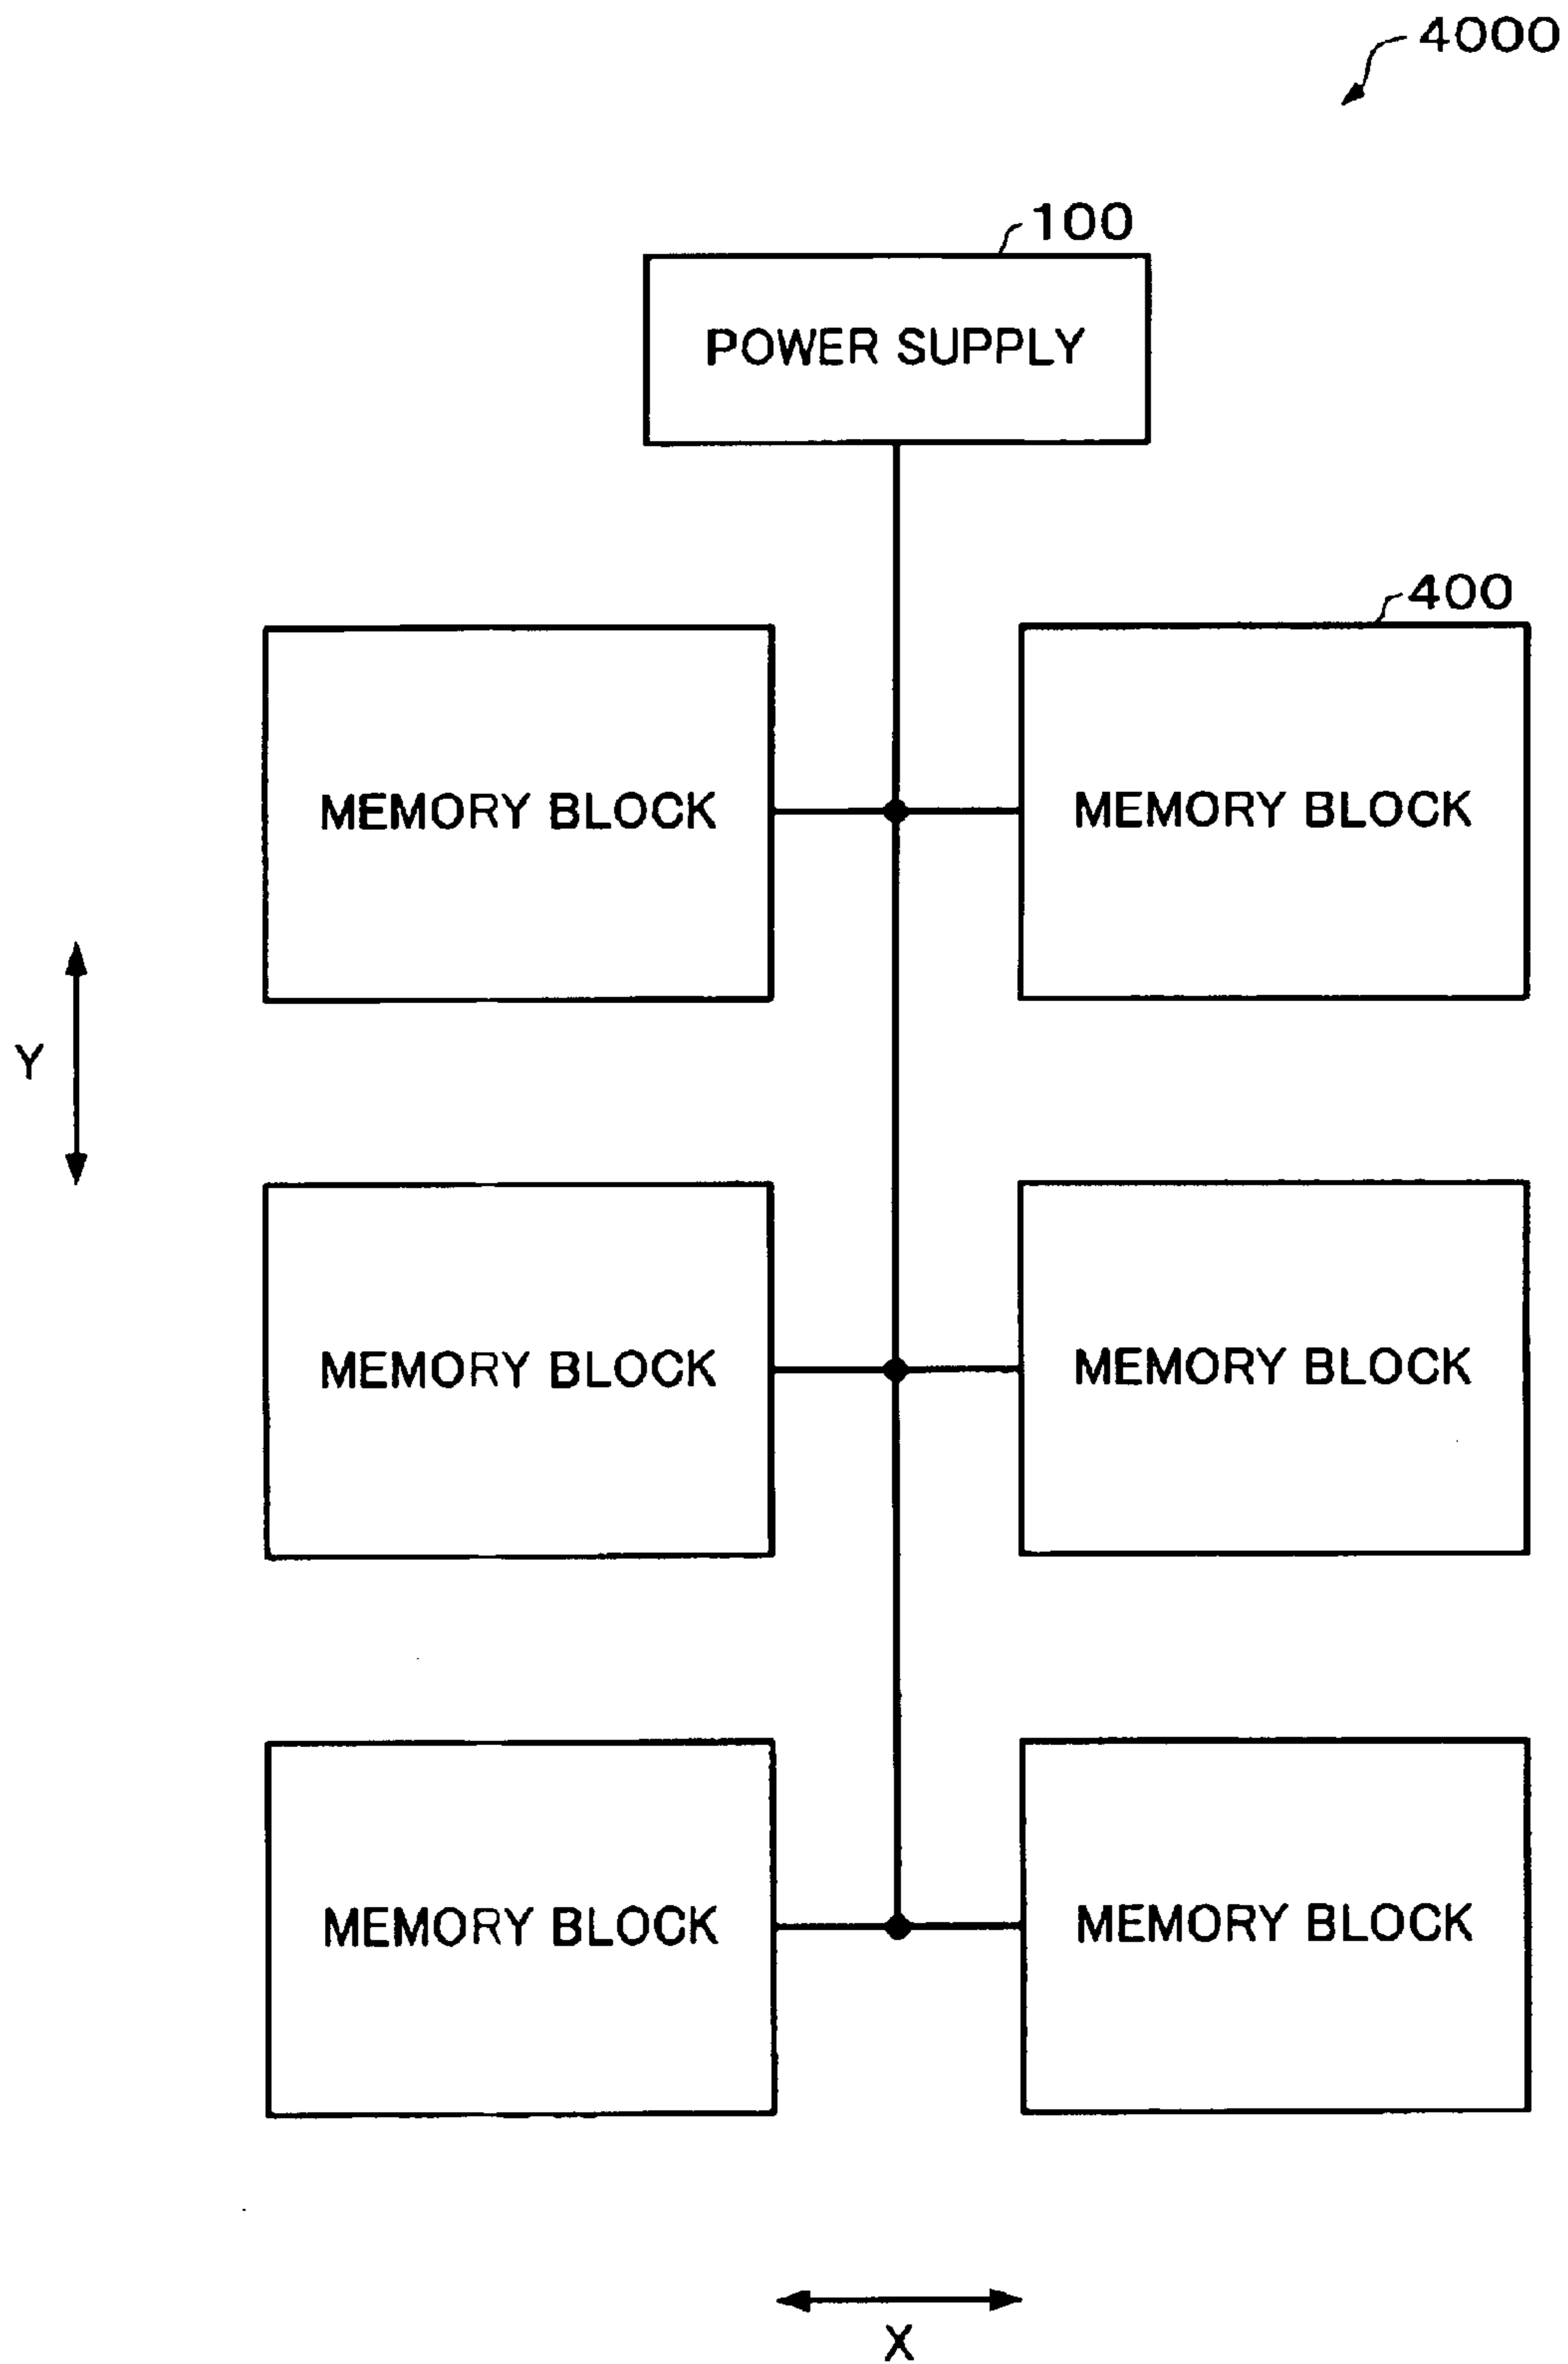 4000
100
POWER SUPPLY
400
MEMORY BLOCK MEMORY BLOCK
Y
MEMORY BLOCK MEMORY BLOCK
MEMORY BLOCK MEMORY BLOCK
X